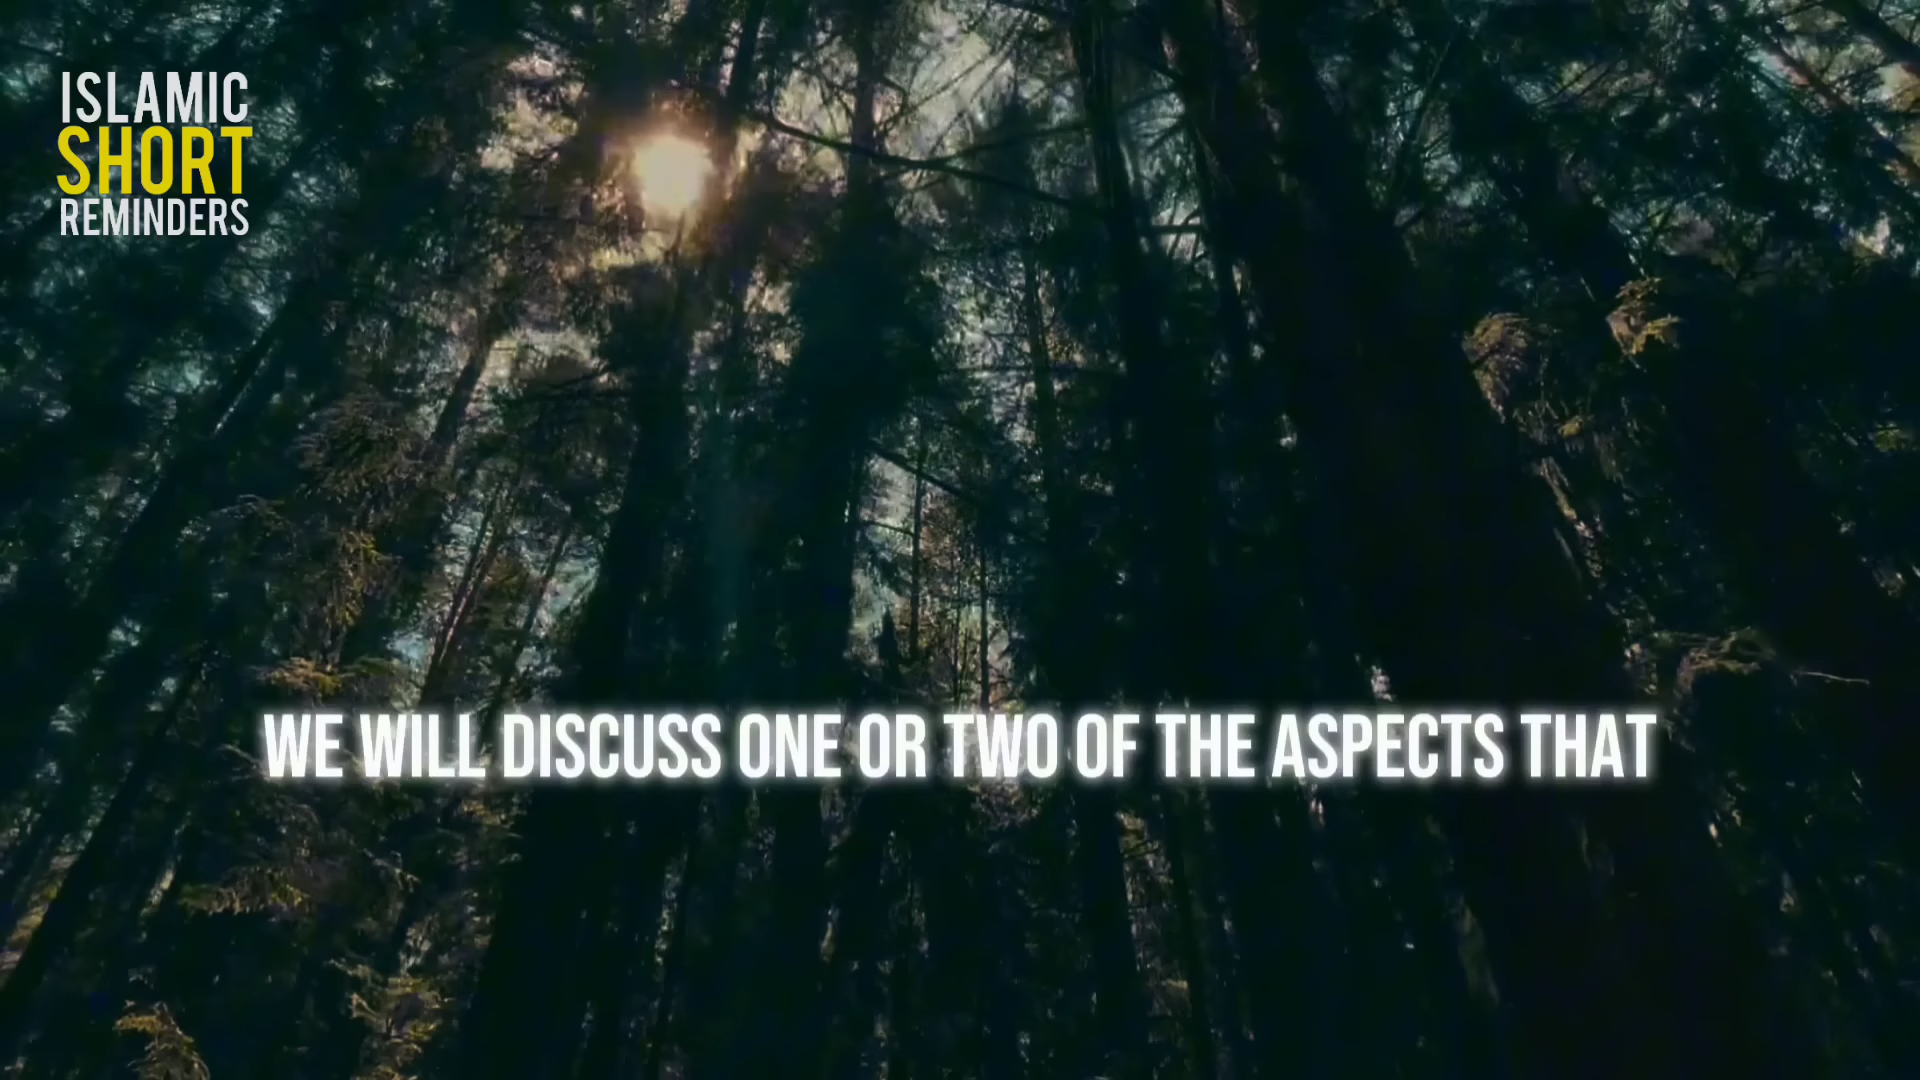 ISLAMIC
SHORT
REMINDERS
WE WILL DISCUSS ONE OR TWO OF THE ASPECTS THAT